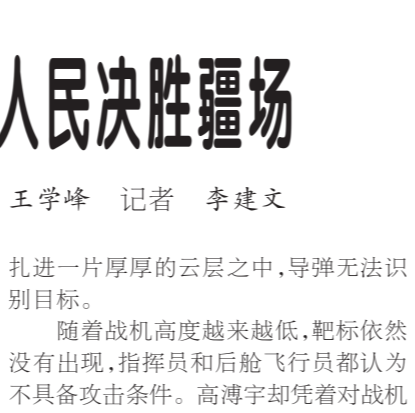 人民决胜疆场
王学峰 记者 李建文
扎进一片厚厚的云层之中，导弹无法识
别目标。
随着战机高度越来越低，靶标依然
没有出现，指挥员和后舱飞行员都认为
不具备攻击条件。高溥宇却凭着对战机